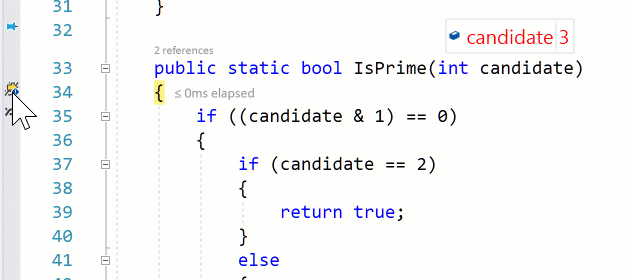 31 }
32
candidate 3
2 references
33 public static bool IsPrime(int candidate)
34 { ≤ 0ms elapsed
35 if ((candidate & 1) == 0)
36 {
37 if (candidate == 2)
38 {
39 return true;
40 }
41 else